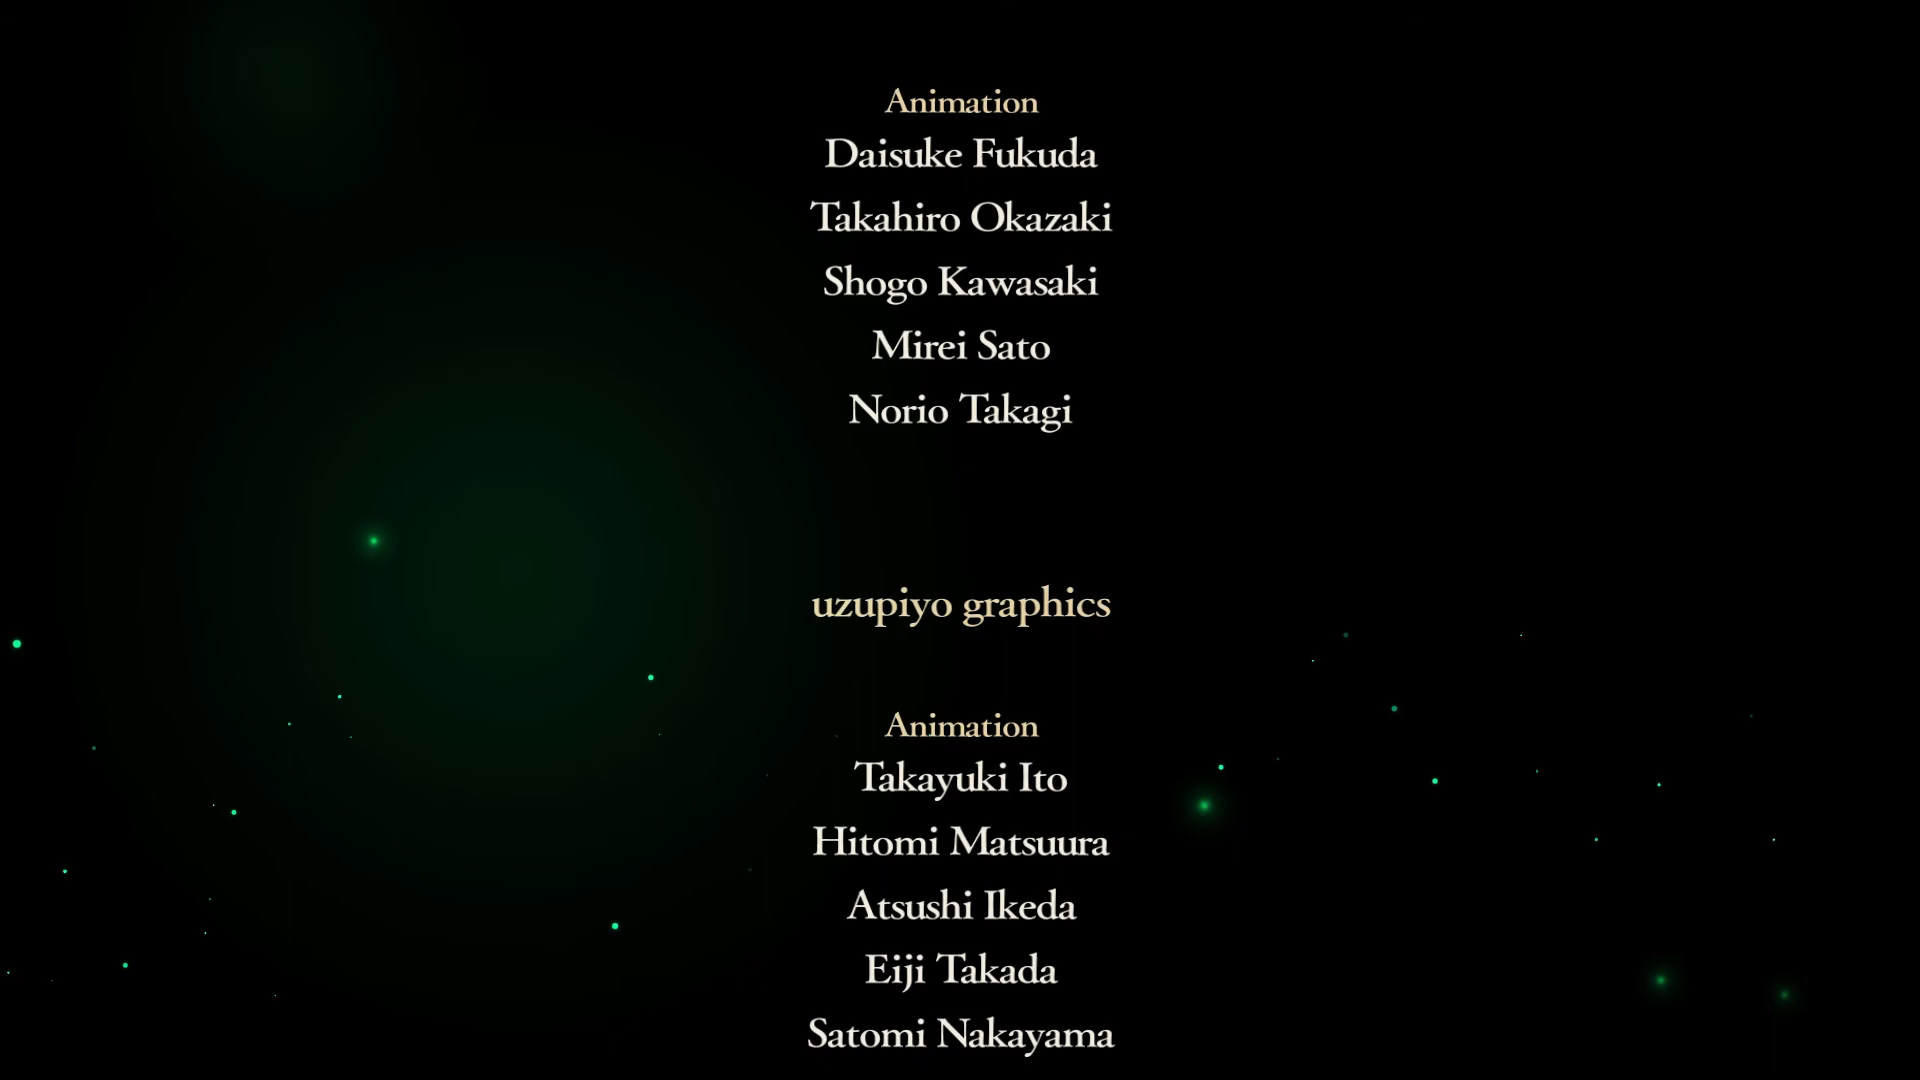 Animation
Daisuke Fukuda
Takahiro Okazaki
Shogo Kawasaki
Mirei Sato
Norio Takagi
uzupiyo graphics
Animation
Takayuki Ito
Hitomi Matsuura
Atsushi Ikeda
Eiji Takada
Satomi Nakayama